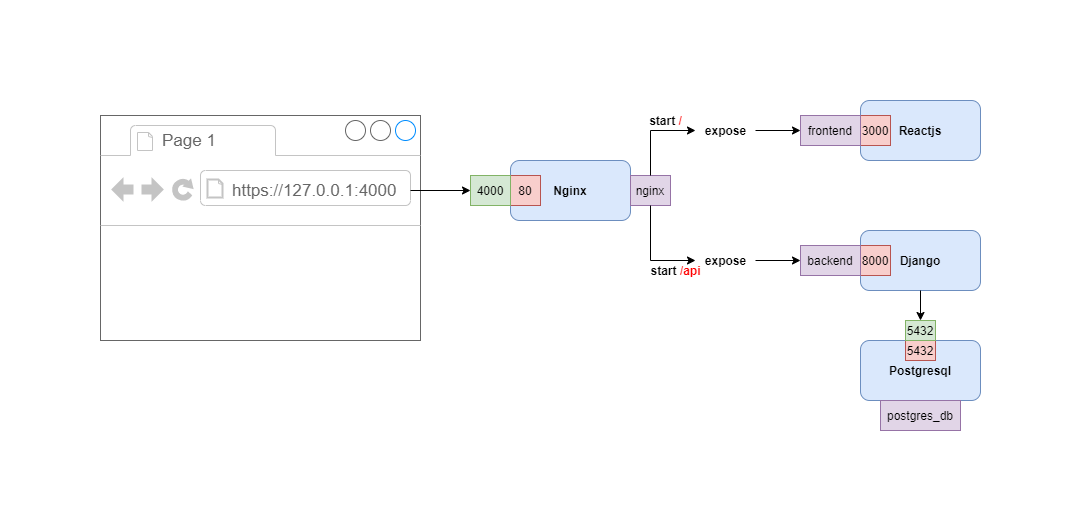 Page 1
https://127.0.0.1:4000
4000
80
Nginx
nginx
start /
expose
frontend
3000
Reactjs
start /api
expose
backend
8000
Django
5432
5432
Postgresql
postgres_db